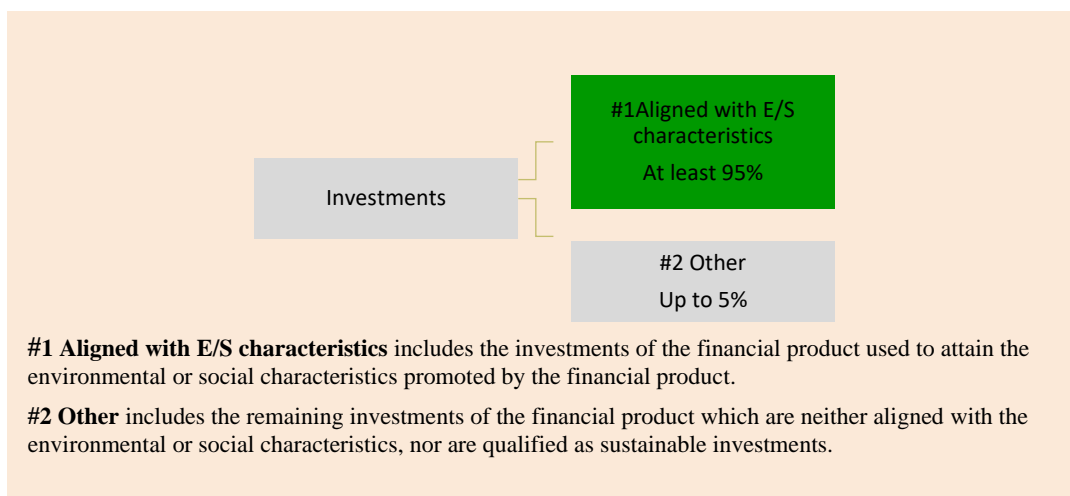 #1Aligned with E/S
characteristics
At least 95%
Investments
#2 Other
Up to 5%
#1 Aligned with E/S characteristics includes the investments of the financial product used to attain the
environmental or social characteristics promoted by the financial product.
#2 Other includes the remaining investments of the financial product which are neither aligned with the
environmental or social characteristics, nor are qualified as sustainable investments.